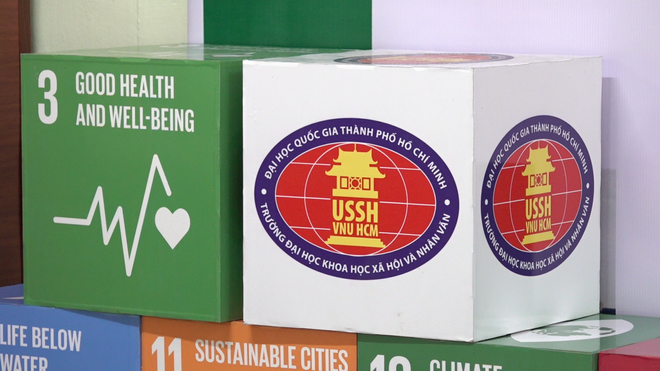 3
GOOD HEALTH
AND WELL-BEING
ĐẠI HỌC QUỐC GIA THÀNH PHỐ HỒ CHÍ MINH
USSH
VNU HCM
TRƯỜNG ĐẠI HỌC KHOA HỌC XÃ HỘI VÀ NHÂN VĂN
ĐẠI HỌC QUỐC GIA THÀNH PHỐ HỒ CHÍ MINH
USSH
VNU HCM
TRƯỜNG ĐẠI HỌC KHOA HỌC XÃ HỘI VÀ NHÂN VĂN
LIFE BELOW
WATER
11
SUSTAINABLE CITIES
CLIMATE